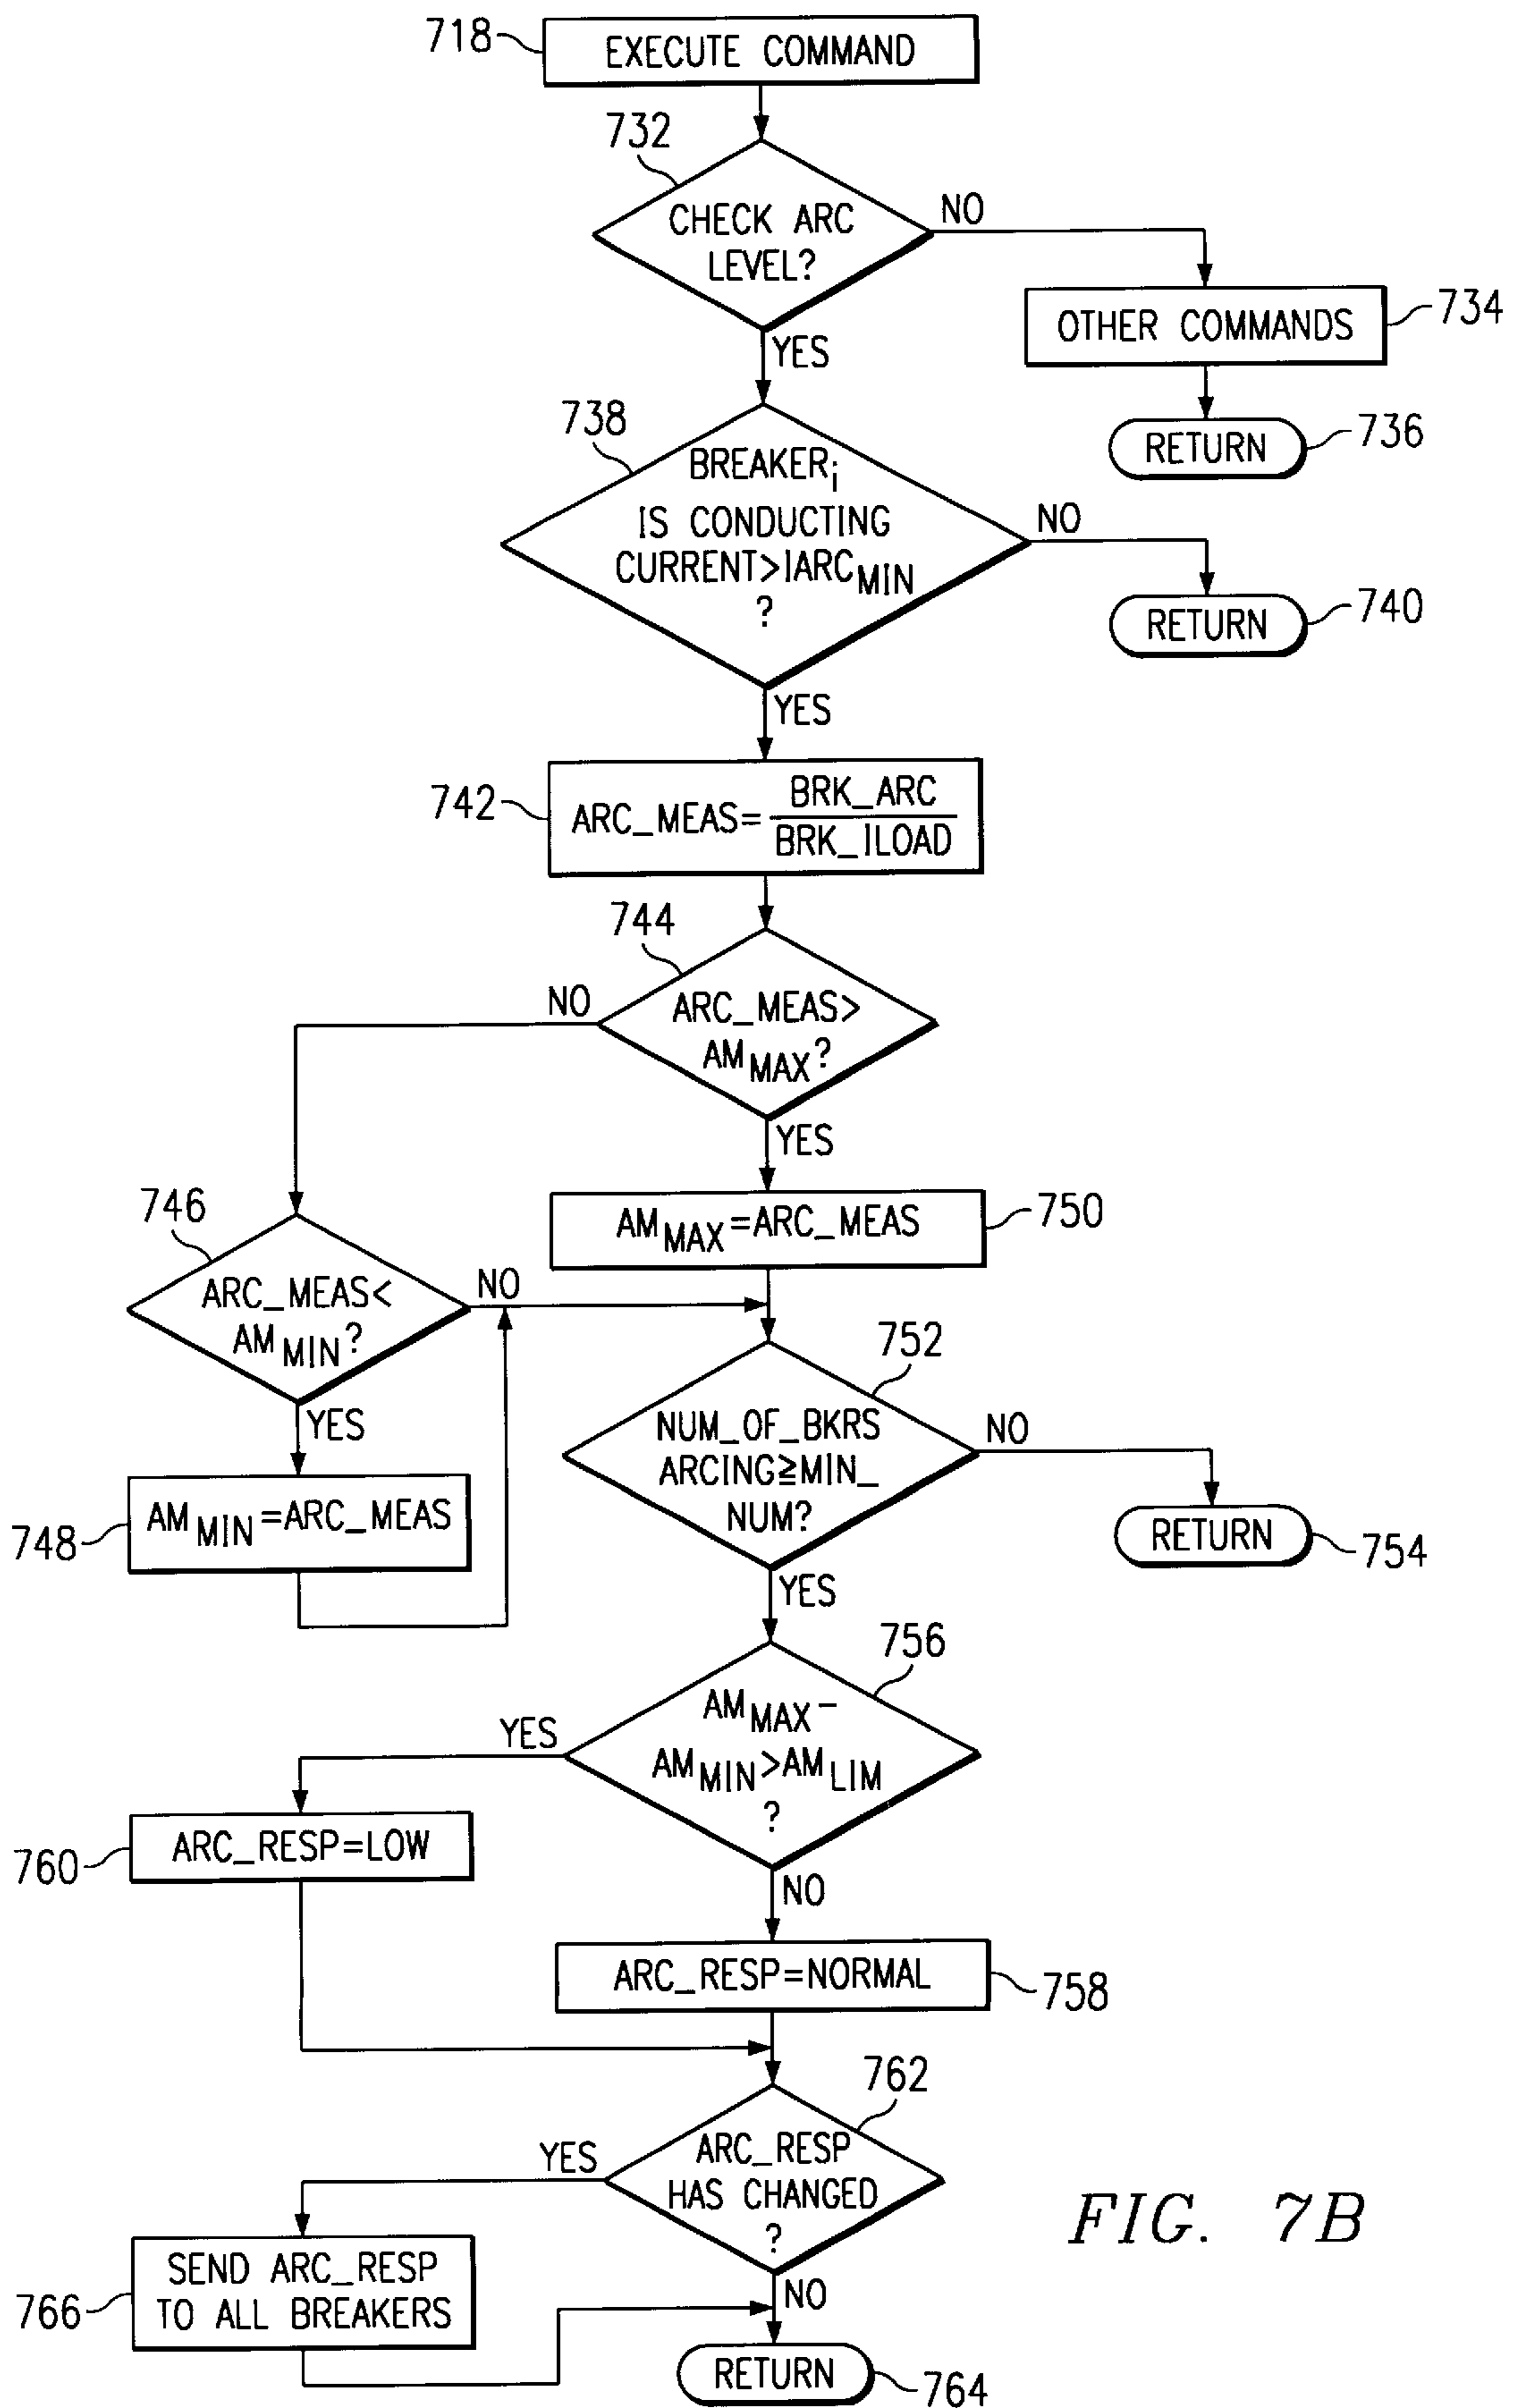 718
EXECUTE COMMAND
732
CHECK ARC
LEVEL?
NO
YES
OTHER COMMANDS
734
RETURN
736
738
BREAKERi
IS CONDUCTING
CURRENT>IARCMIN
?
NO
RETURN
740
YES
742
ARC_MEAS=
BRK_ARC
BRK_ILOAD
744
ARC_MEAS>
AMMAX?
NO
YES
746
ARC_MEAS<
AMMIN?
NO
YES
748
AMMIN=ARC_MEAS
AMMAX=ARC_MEAS
750
752
NUM_OF_BKRS
ARCING≧MIN_
NUM?
NO
RETURN
754
YES
756
AMMAX–
AMMIN>AMLIM
?
YES
760
ARC_RESP=LOW
NO
ARC_RESP=NORMAL
758
762
ARC_RESP
HAS CHANGED
?
YES
766
SEND ARC_RESP
TO ALL BREAKERS
NO
RETURN
764
FIG. 7B